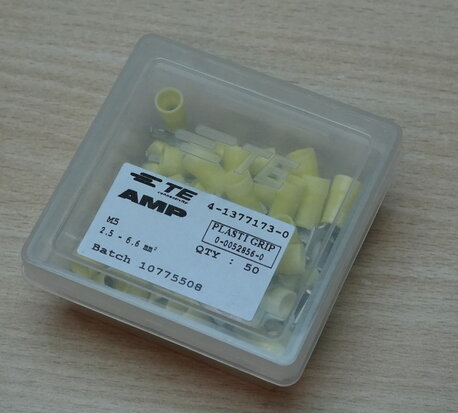 TE
TE
AMP
4-1377173-0
PLASTI GRIP
0-0052856-0
M5
2.5 - 6.6 mm²
QTY : 50
Batch 10775508